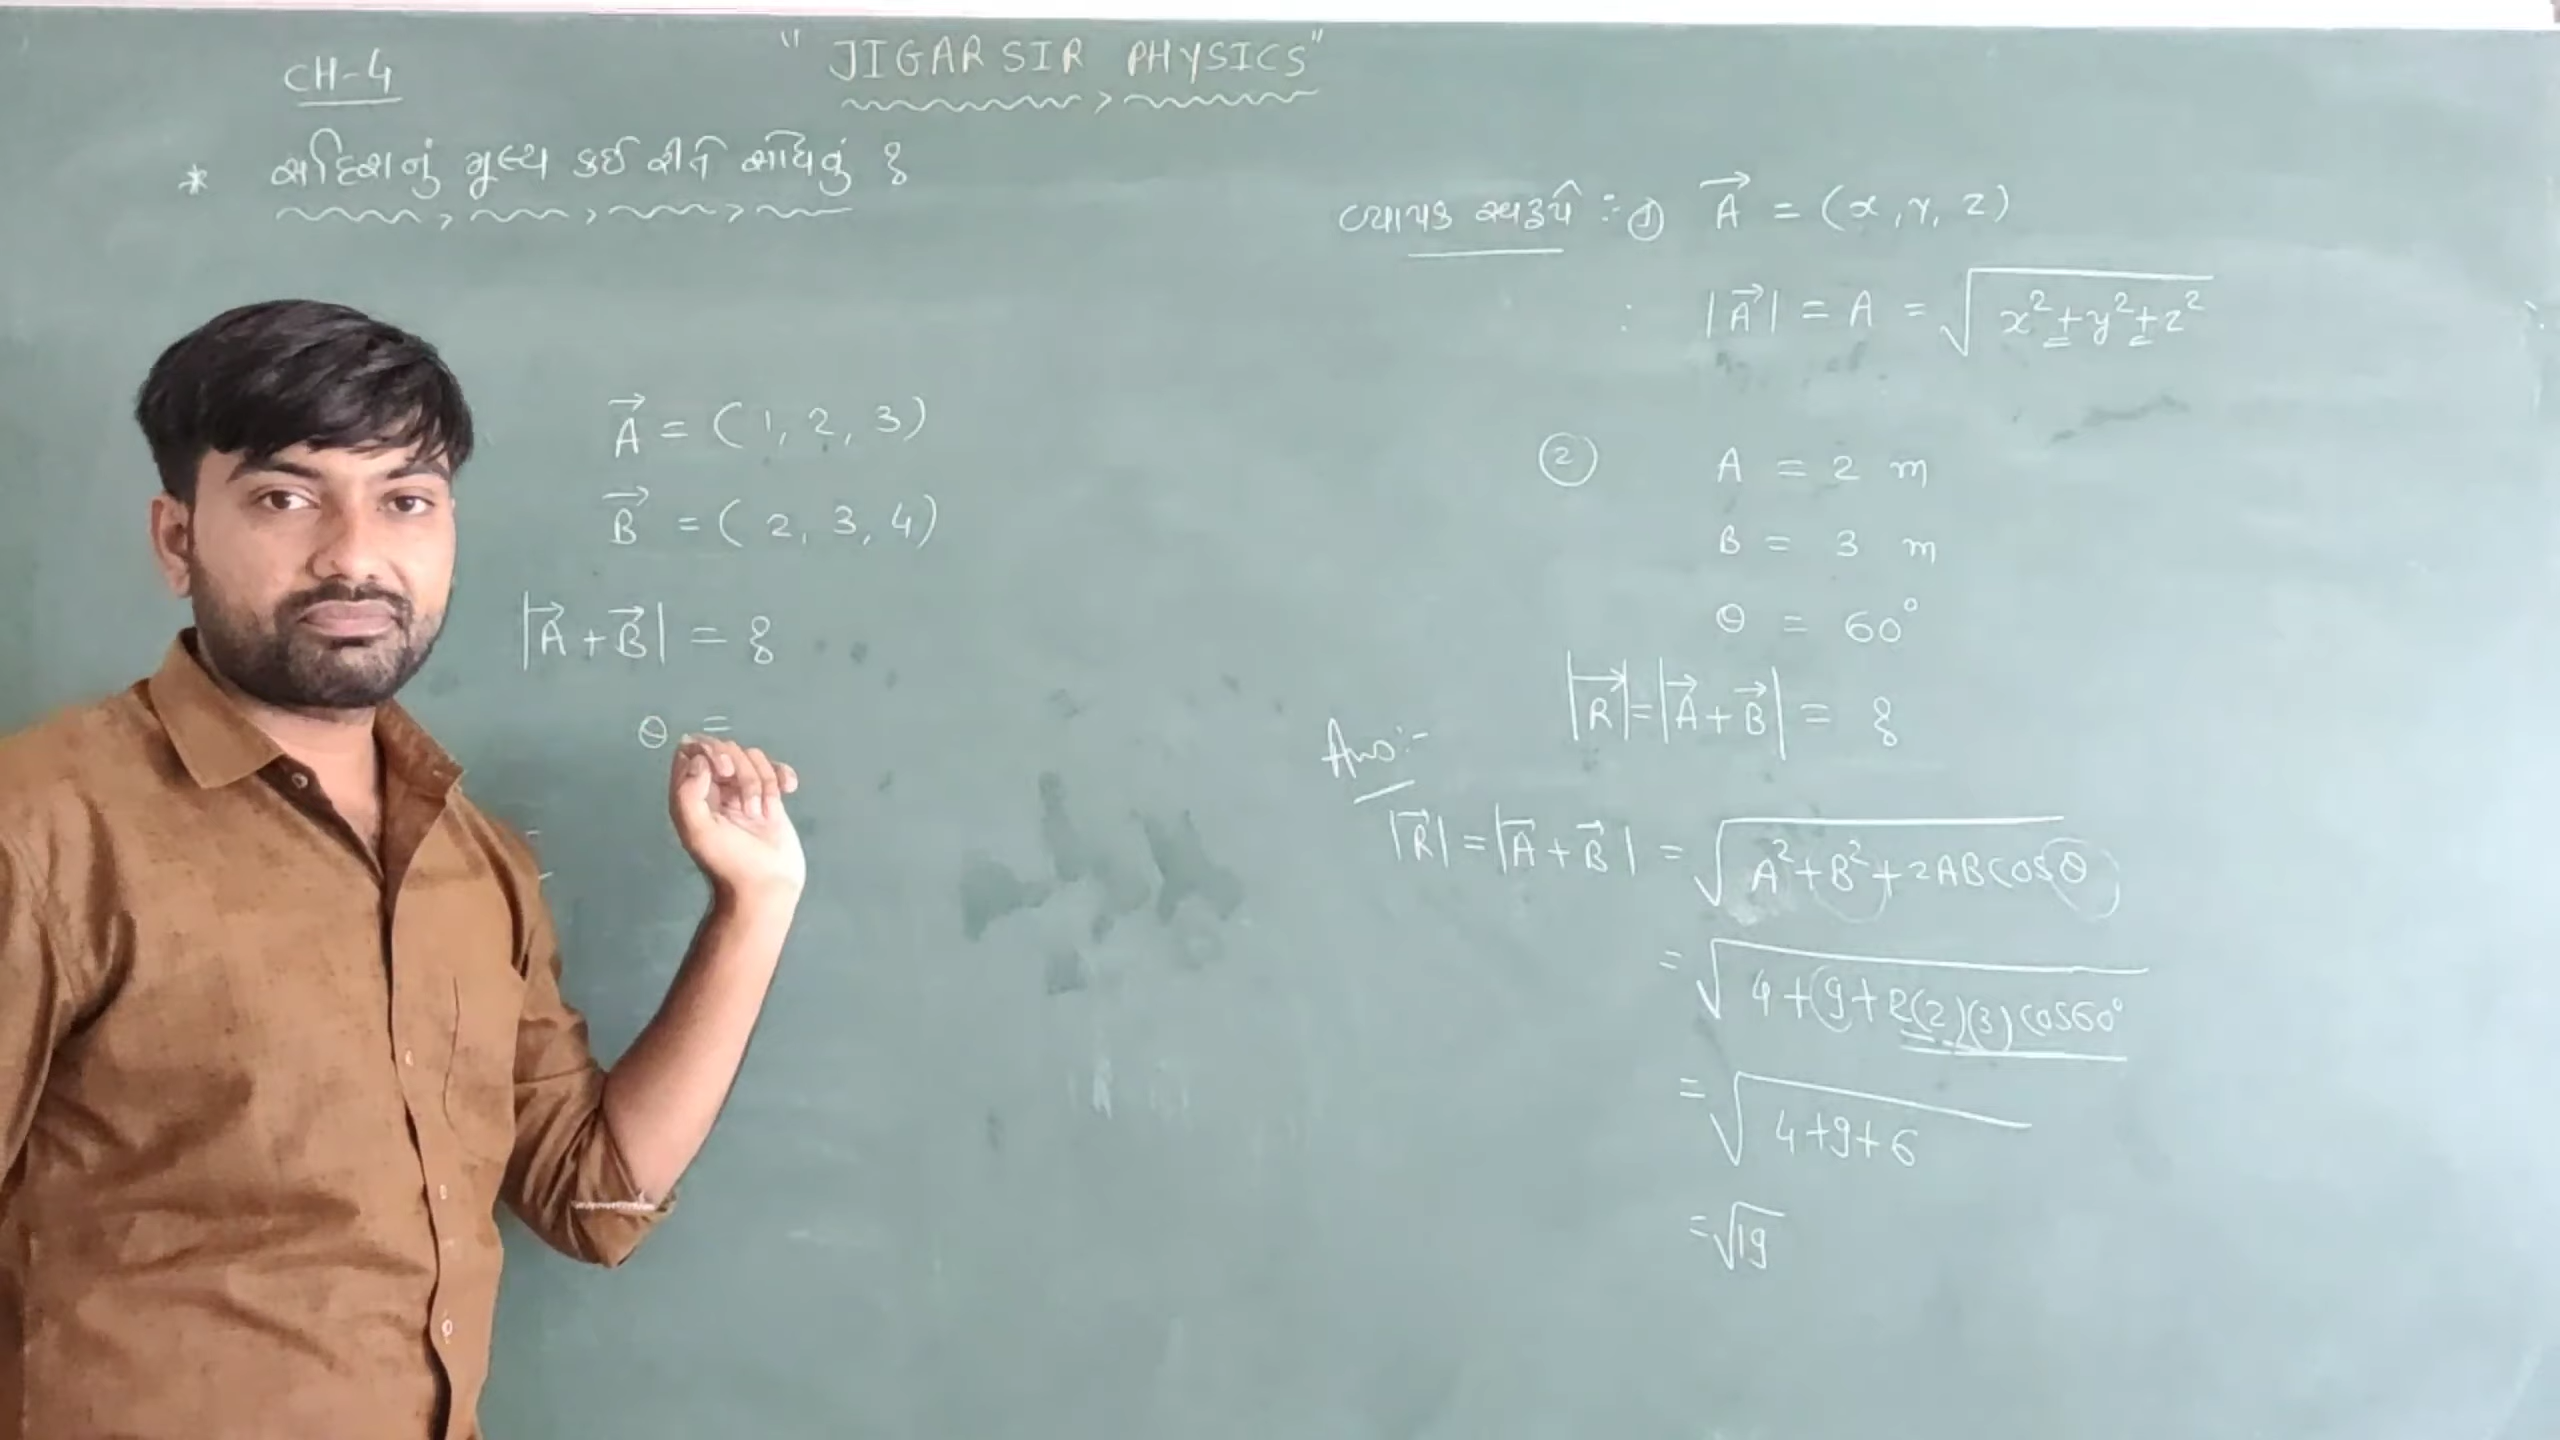 CH-4
" JIGAR SIR PHYSICS"
* સદિશનું મૂલ્ય કઈ રીતે શોધવું ?
A⃗ = (1, 2, 3)
B⃗ = (2, 3, 4)
|A⃗ + B⃗| = ?
θ =
વ્યાપક સ્વરૂપે :- ① A⃗ = (x, y, z)
: |A⃗| = A = √(x² + y² + z²)
② A = 2 m
B = 3 m
θ = 60°
|R⃗| = |A⃗ + B⃗| = ?
Ans:-
|R⃗| = |A⃗ + B⃗| = √(A² + B² + 2ABcosθ)
= √(4 + 9 + 2(2)(3) cos60°)
= √(4+9+6)
= √19